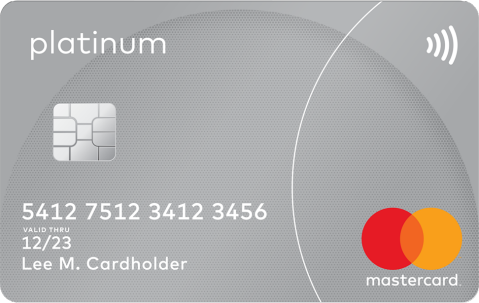 platinum
5412 7512 3412 3456
VALID THRU
12/23
Lee M. Cardholder
mastercard.